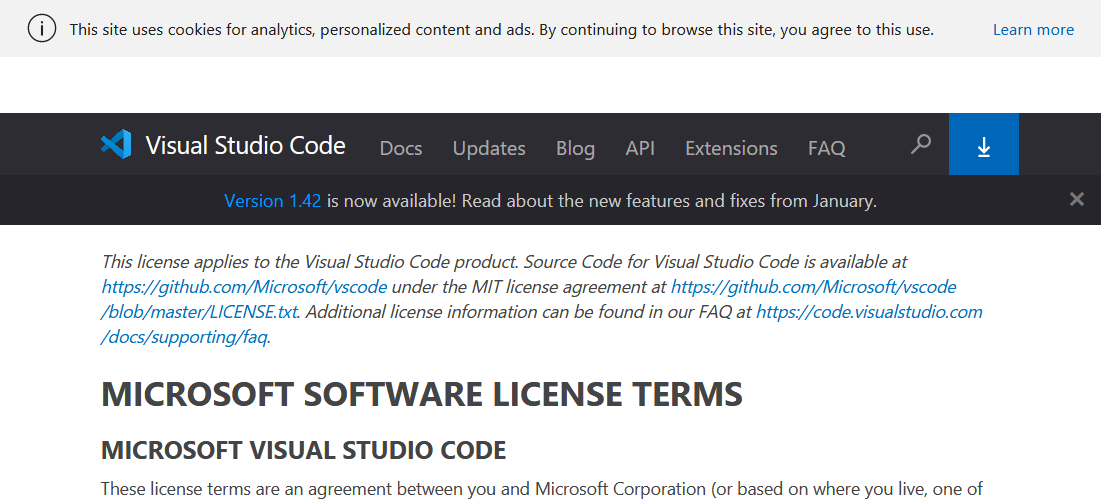 This site uses cookies for analytics, personalized content and ads. By continuing to browse this site, you agree to this use.
Learn more
Visual Studio Code
Docs
Updates
Blog
API
Extensions
FAQ
Version 1.42 is now available! Read about the new features and fixes from January.
This license applies to the Visual Studio Code product. Source Code for Visual Studio Code is available at
https://github.com/Microsoft/vscode under the MIT license agreement at https://github.com/Microsoft/vscode
/blob/master/LICENSE.txt. Additional license information can be found in our FAQ at https://code.visualstudio.com
/docs/supporting/faq.
MICROSOFT SOFTWARE LICENSE TERMS
MICROSOFT VISUAL STUDIO CODE
These license terms are an agreement between you and Microsoft Corporation (or based on where you live, one of